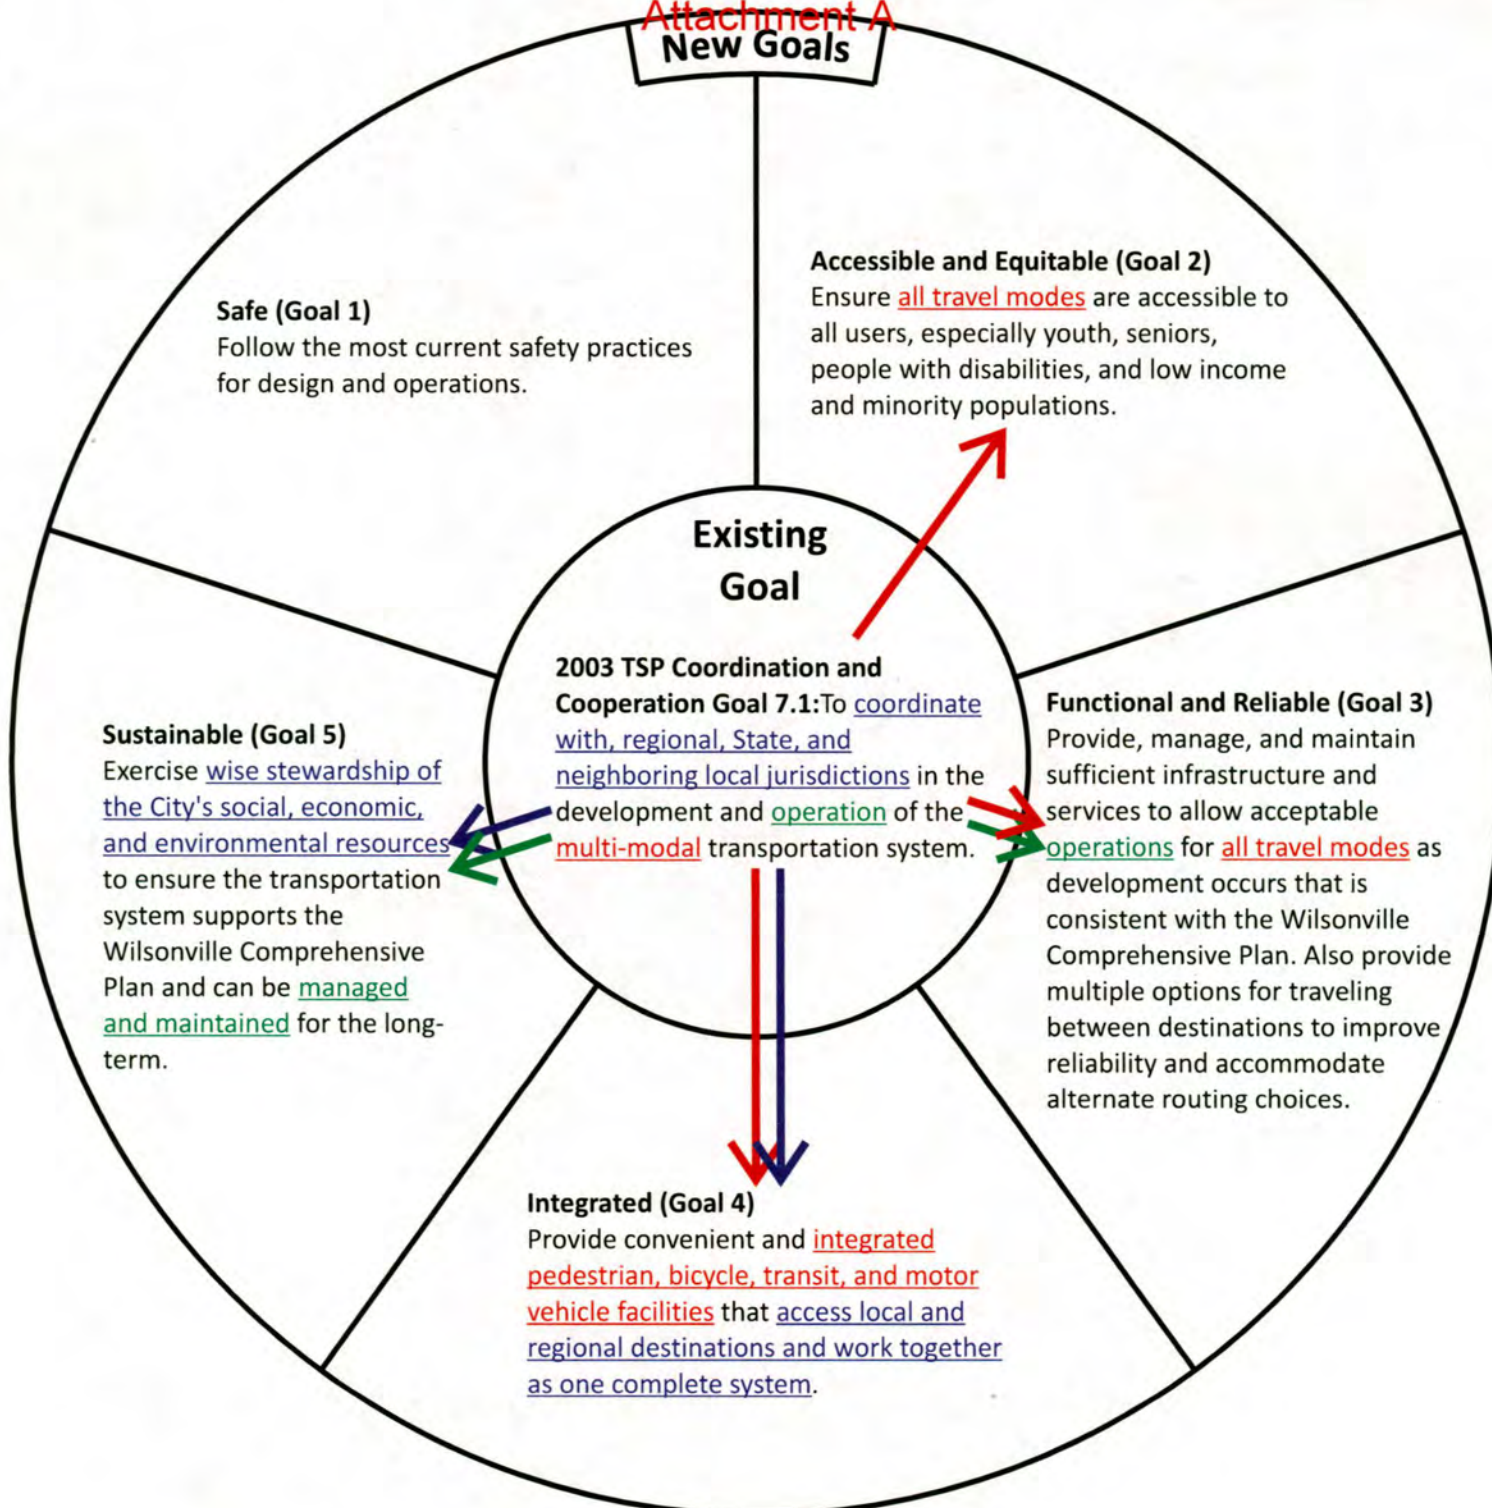 Attachment A
New Goals
Safe (Goal 1)
Follow the most current safety practices
for design and operations.
Accessible and Equitable (Goal 2)
Ensure all travel modes are accessible to
all users, especially youth, seniors,
people with disabilities, and low income
and minority populations.
Existing
Goal
2003 TSP Coordination and
Cooperation Goal 7.1:To coordinate
with, regional, State, and
neighboring local jurisdictions in the
development and operation of the
multi-modal transportation system.
Functional and Reliable (Goal 3)
Provide, manage, and maintain
sufficient infrastructure and
services to allow acceptable
operations for all travel modes as
development occurs that is
consistent with the Wilsonville
Comprehensive Plan. Also provide
multiple options for traveling
between destinations to improve
reliability and accommodate
alternate routing choices.
Integrated (Goal 4)
Provide convenient and integrated
pedestrian, bicycle, transit, and motor
vehicle facilities that access local and
regional destinations and work together
as one complete system.
Sustainable (Goal 5)
Exercise wise stewardship of
the City's social, economic,
and environmental resources
to ensure the transportation
system supports the
Wilsonville Comprehensive
Plan and can be managed
and maintained for the long-
term.